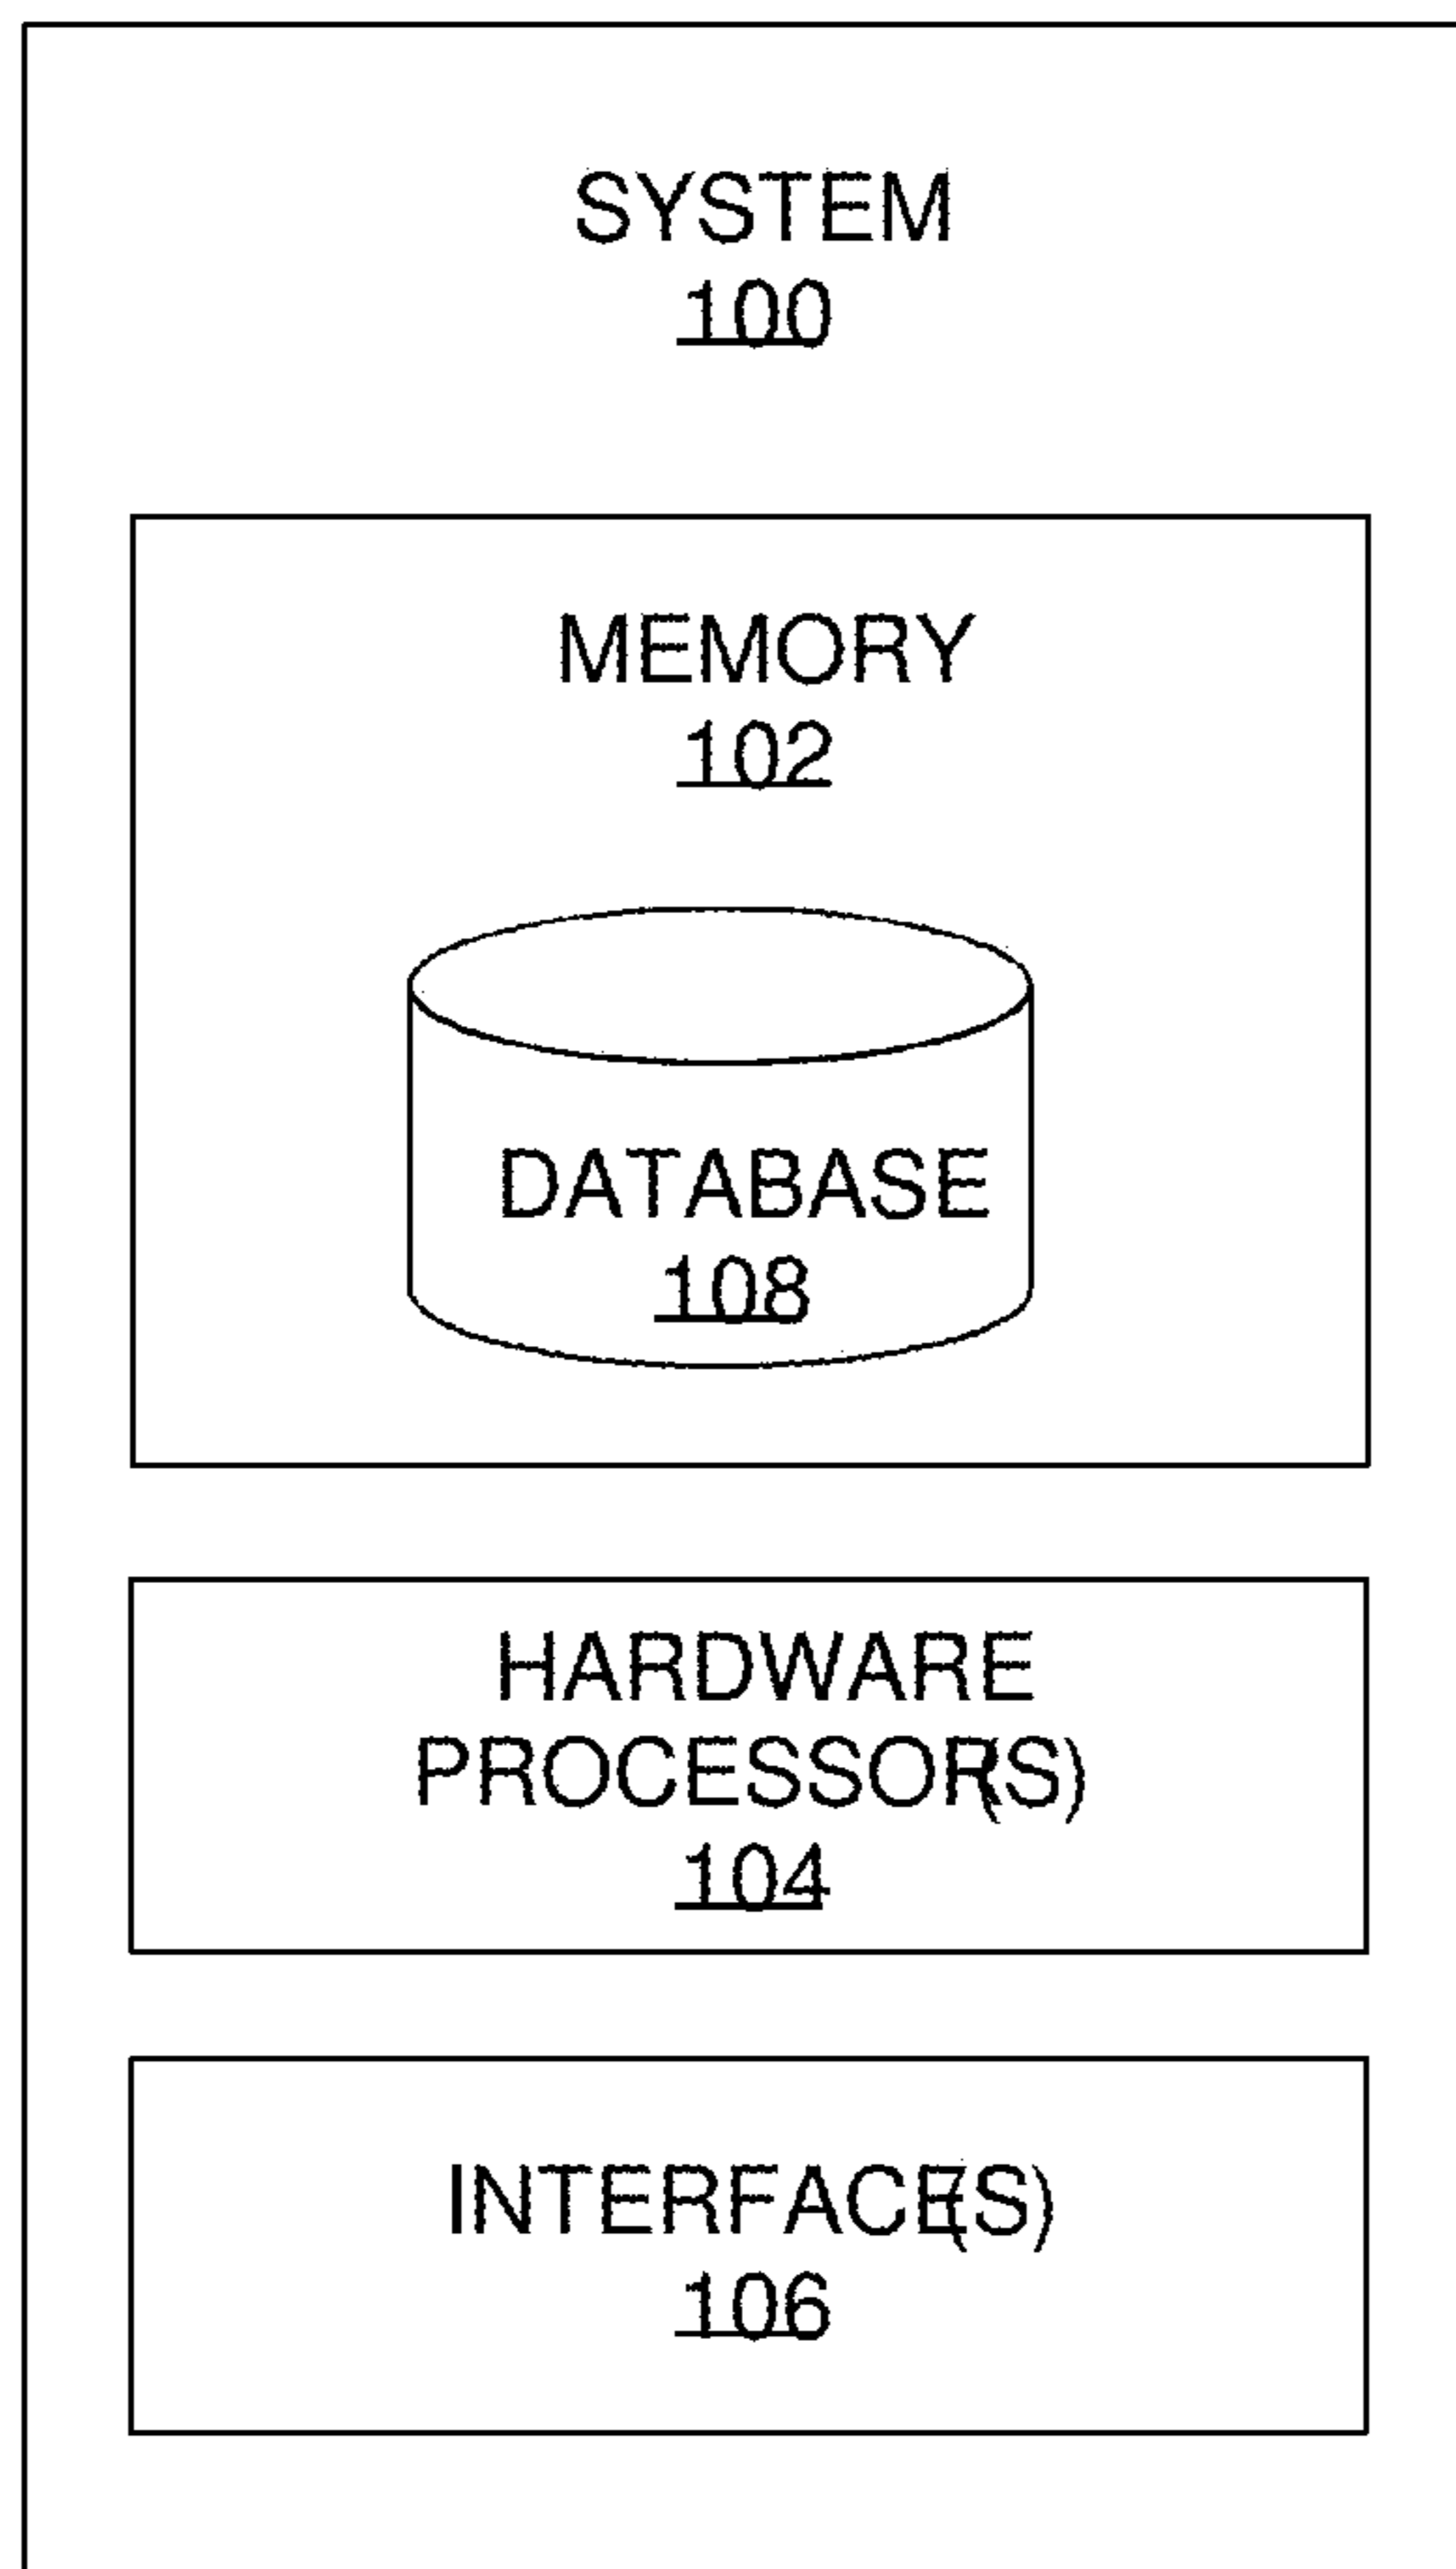 SYSTEM
100
MEMORY
102
DATABASE
108
HARDWARE
PROCESSOR(S)
104
INTERFACE(S)
106